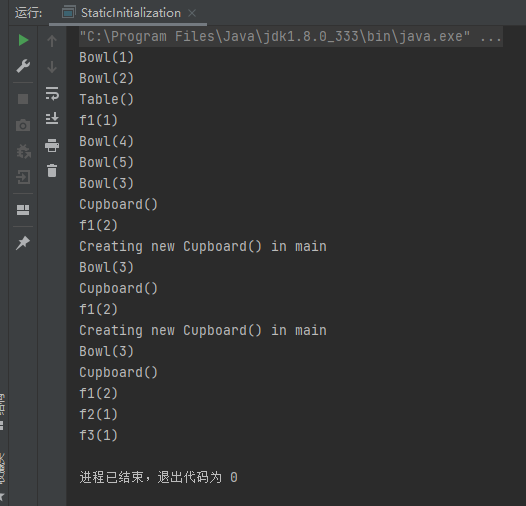 运行: StaticInitialization
"C:\Program Files\Java\jdk1.8.0_333\bin\java.exe" ...
Bowl(1)
Bowl(2)
Table()
f1(1)
Bowl(4)
Bowl(5)
Bowl(3)
Cupboard()
f1(2)
Creating new Cupboard() in main
Bowl(3)
Cupboard()
f1(2)
Creating new Cupboard() in main
Bowl(3)
Cupboard()
f1(2)
f2(1)
f3(1)
进程已结束，退出代码为 0